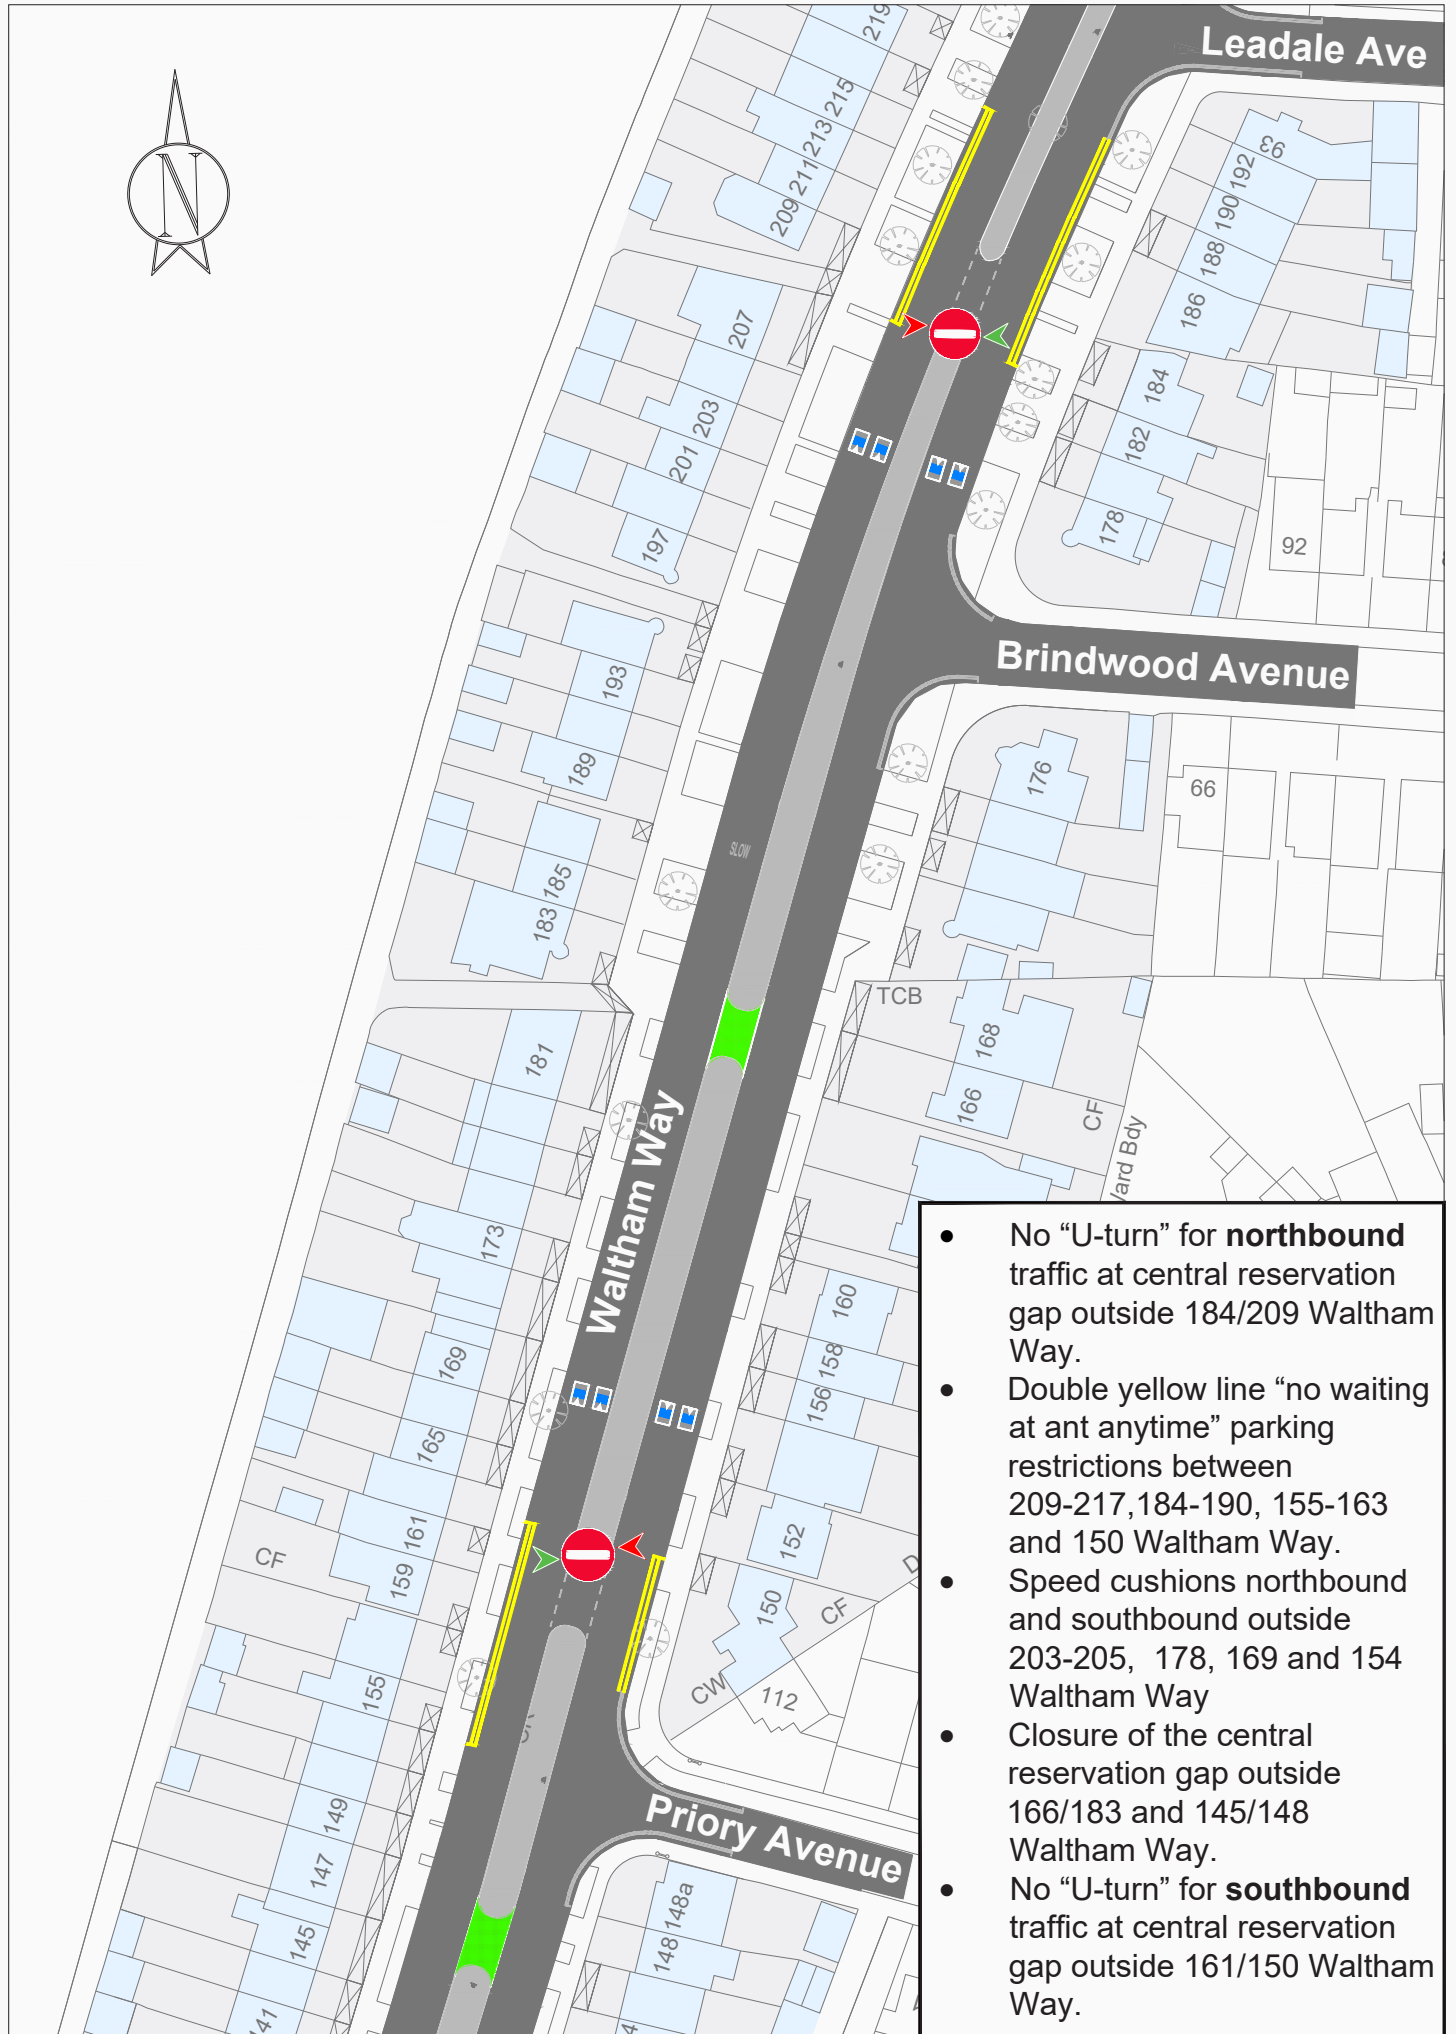 219
Leadale Ave
215
213
211
209
93
192
190
188
186
N
207
203
201
197
184
182
178
92
Brindwood Avenue
193
189
176
66
SLOW
185
183
TCB
168
166
CF
181
Waltham Way
173
169
165
161
159
CF
155
149
147
145
141
160
158
156
152
150
CF
CW
112
Priory Avenue
148a
148
• No “U-turn” for northbound
traffic at central reservation
gap outside 184/209 Waltham
Way.
• Double yellow line “no waiting
at ant anytime” parking
restrictions between
209-217,184-190, 155-163
and 150 Waltham Way.
• Speed cushions northbound
and southbound outside
203-205, 178, 169 and 154
Waltham Way
• Closure of the central
reservation gap outside
166/183 and 145/148
Waltham Way.
• No “U-turn” for southbound
traffic at central reservation
gap outside 161/150 Waltham
Way.